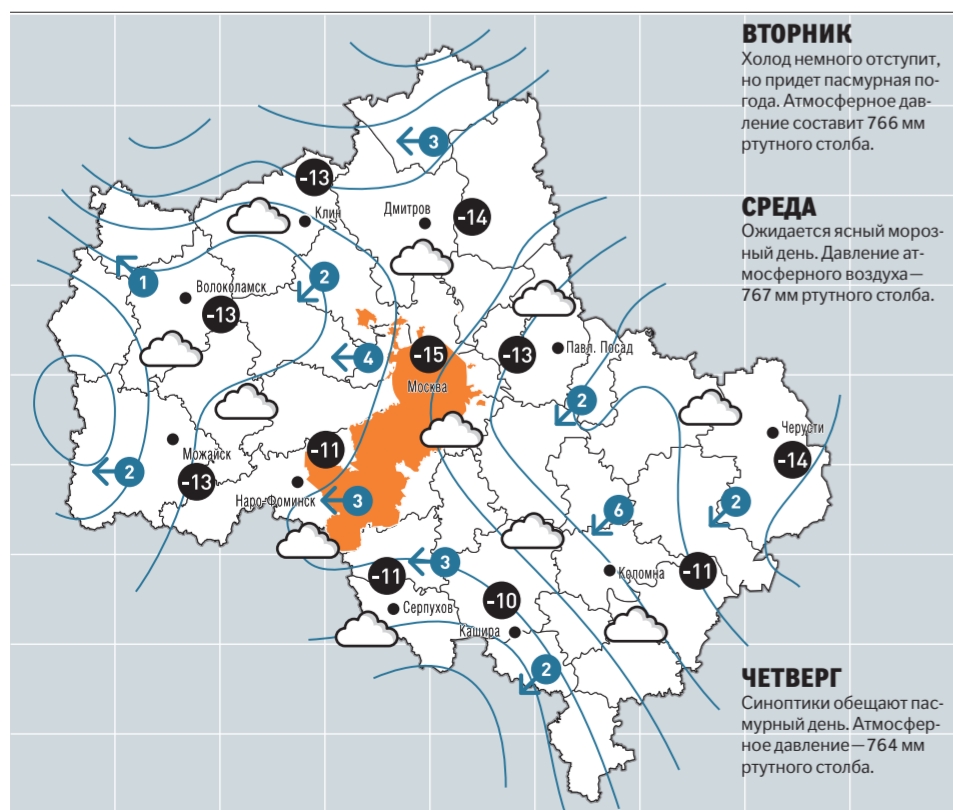 ВТОРНИК
Холод немного отступит,
но придет пасмурная по-
года. Атмосферное дав-
ление составит 766 мм
ртутного столба.
СРЕДА
Ожидается ясный мороз-
ный день. Давление ат-
мосферного воздуха —
767 мм ртутного столба.
ЧЕТВЕРГ
Синоптики обещают пас-
мурный день. Атмосфер-
ное давление — 764 мм
ртутного столба.
3
-13
Клин
Дмитров
-14
1
2
Волоколамск
-13
4
-15
Москва
-13
Павл. Посад
2
Черусти
-14
Можайск
-11
2
-13
Наро-Фоминск
3
6
2
3
-11
Коломна
-11
Серпухов
-10
Кашира
2